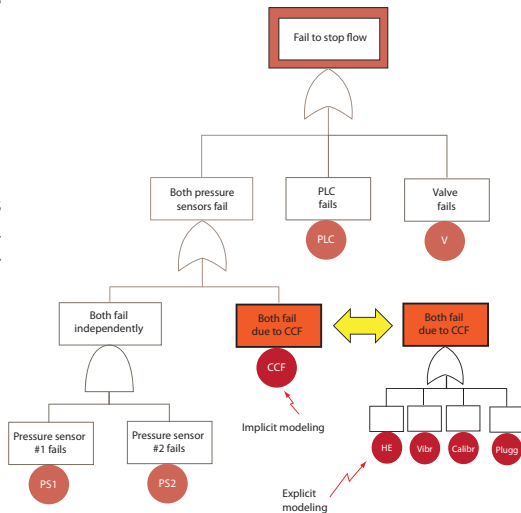 Fail to stop flow
Both pressure
sensors fail
PLC
fails
Valve
fails
PLC
V
Both fail
independently
Both fail
due to CCF
Both fail
due to CCF
CCF
Implicit modeling
Pressure sensor
#1 fails
Pressure sensor
#2 fails
HE
Vibr
Calibr
Plugg
PS1
PS2
Explicit
modeling